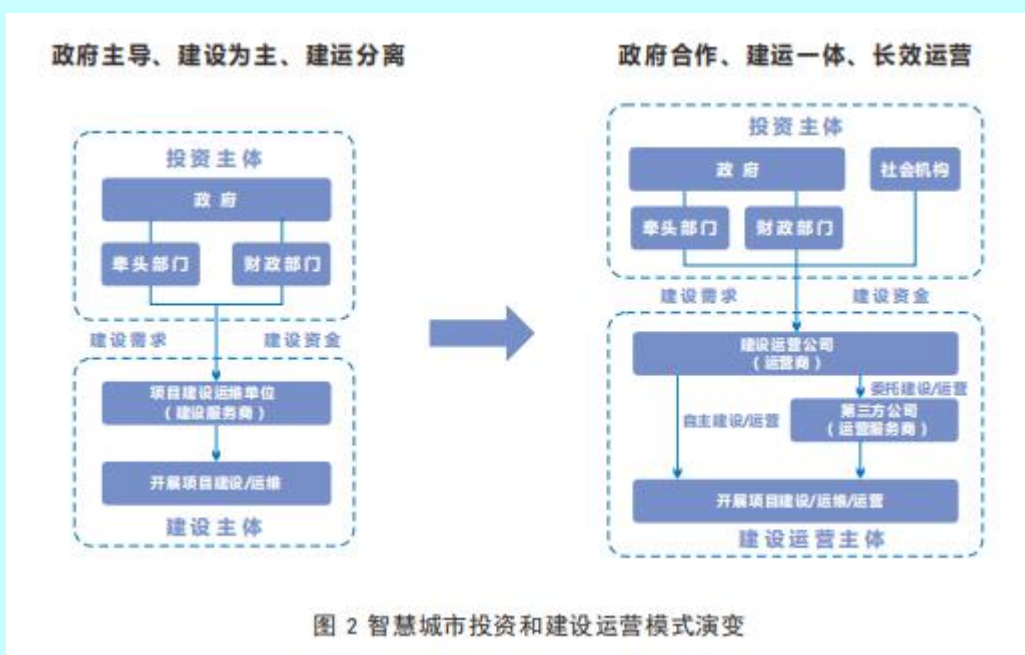 政府主导、建设为主、建运分离
投资主体
政府
牵头部门
财政部门
建设需求
建设资金
项目建设运维单位
（建设服务商）
开展项目建设/运维
建设主体
政府合作、建运一体、长效运营
投资主体
政府
社会机构
牵头部门
财政部门
建设需求
建设资金
建设运营公司
（运营商）
委托建设/运营
自主建设/运营
第三方公司
（运营服务商）
开展项目建设/运维/运营
建设运营主体
图 2 智慧城市投资和建设运营模式演变